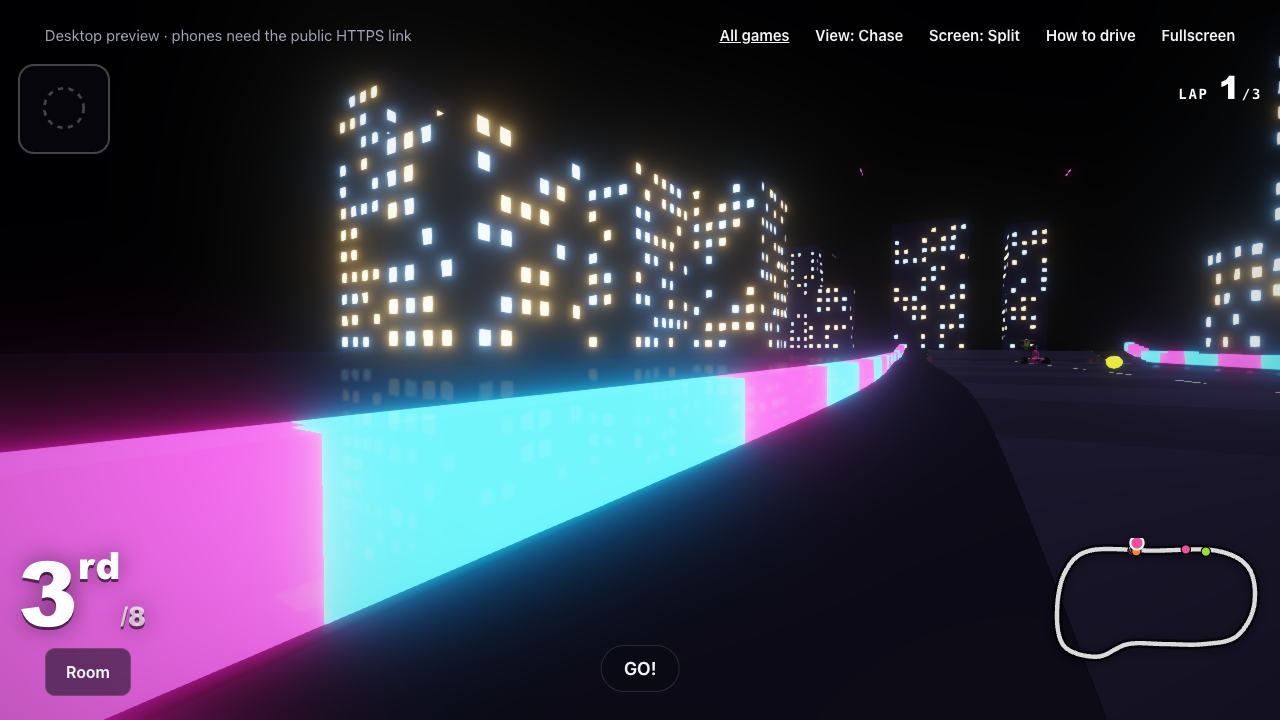 Desktop preview · phones need the public HTTPS link
All games
View: Chase
Screen: Split
How to drive
Fullscreen
LAP 1/3
3rd
/8
Room
GO!